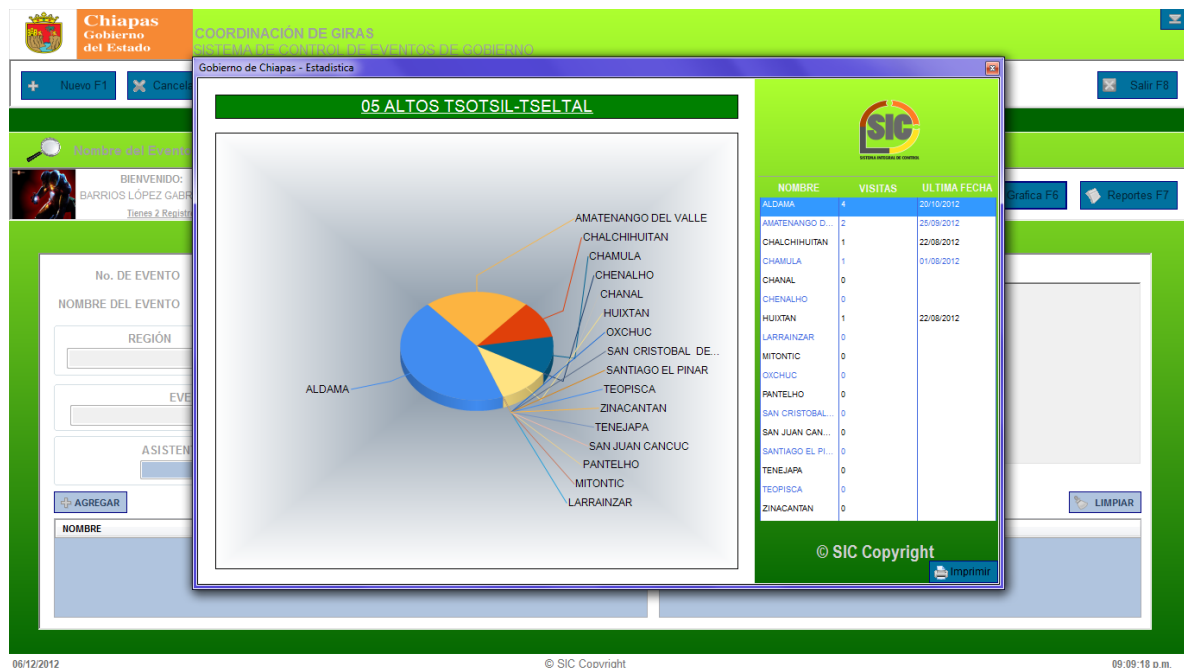 Chiapas
Gobierno
del Estado
COORDINACIÓN DE GIRAS
SISTEMA DE CONTROL DE EVENTOS DE GOBIERNO
Nuevo F1
Cancela
Salir F8
Nombre del Evento
BIENVENIDO:
BARRIOS LÓPEZ GABR
Tienes 2 Registr
Grafica F6
Reportes F7
No. DE EVENTO
NOMBRE DEL EVENTO
REGIÓN
EVE
ASISTEN
AGREGAR
LIMPIAR
NOMBRE
Gobierno de Chiapas - Estadistica
05 ALTOS TSOTSIL-TSELTAL
AMATENANGO DEL VALLE
CHALCHIHUITAN
CHAMULA
CHENALHO
CHANAL
HUIXTAN
OXCHUC
SAN CRISTOBAL DE...
SANTIAGO EL PINAR
TEOPISCA
ZINACANTAN
TENEJAPA
SAN JUAN CANCUC
PANTELHO
MITONTIC
LARRAINZAR
ALDAMA
SIC
SISTEMA INTEGRAL DE CONTROL
NOMBRE VISITAS ULTIMA FECHA
ALDAMA 4 20/10/2012
AMATENANGO D... 2 25/09/2012
CHALCHIHUITAN 1 22/08/2012
CHAMULA 1 01/08/2012
CHANAL 0
CHENALHO 0
HUIXTAN 1 22/08/2012
LARRAINZAR 0
MITONTIC 0
OXCHUC 0
PANTELHO 0
SAN CRISTOBAL... 0
SAN JUAN CAN... 0
SANTIAGO EL PI... 0
TENEJAPA 0
TEOPISCA 0
ZINACANTAN 0
© SIC Copyright
Imprimir
06/12/2012
© SIC Copyright
09:09:18 p.m.